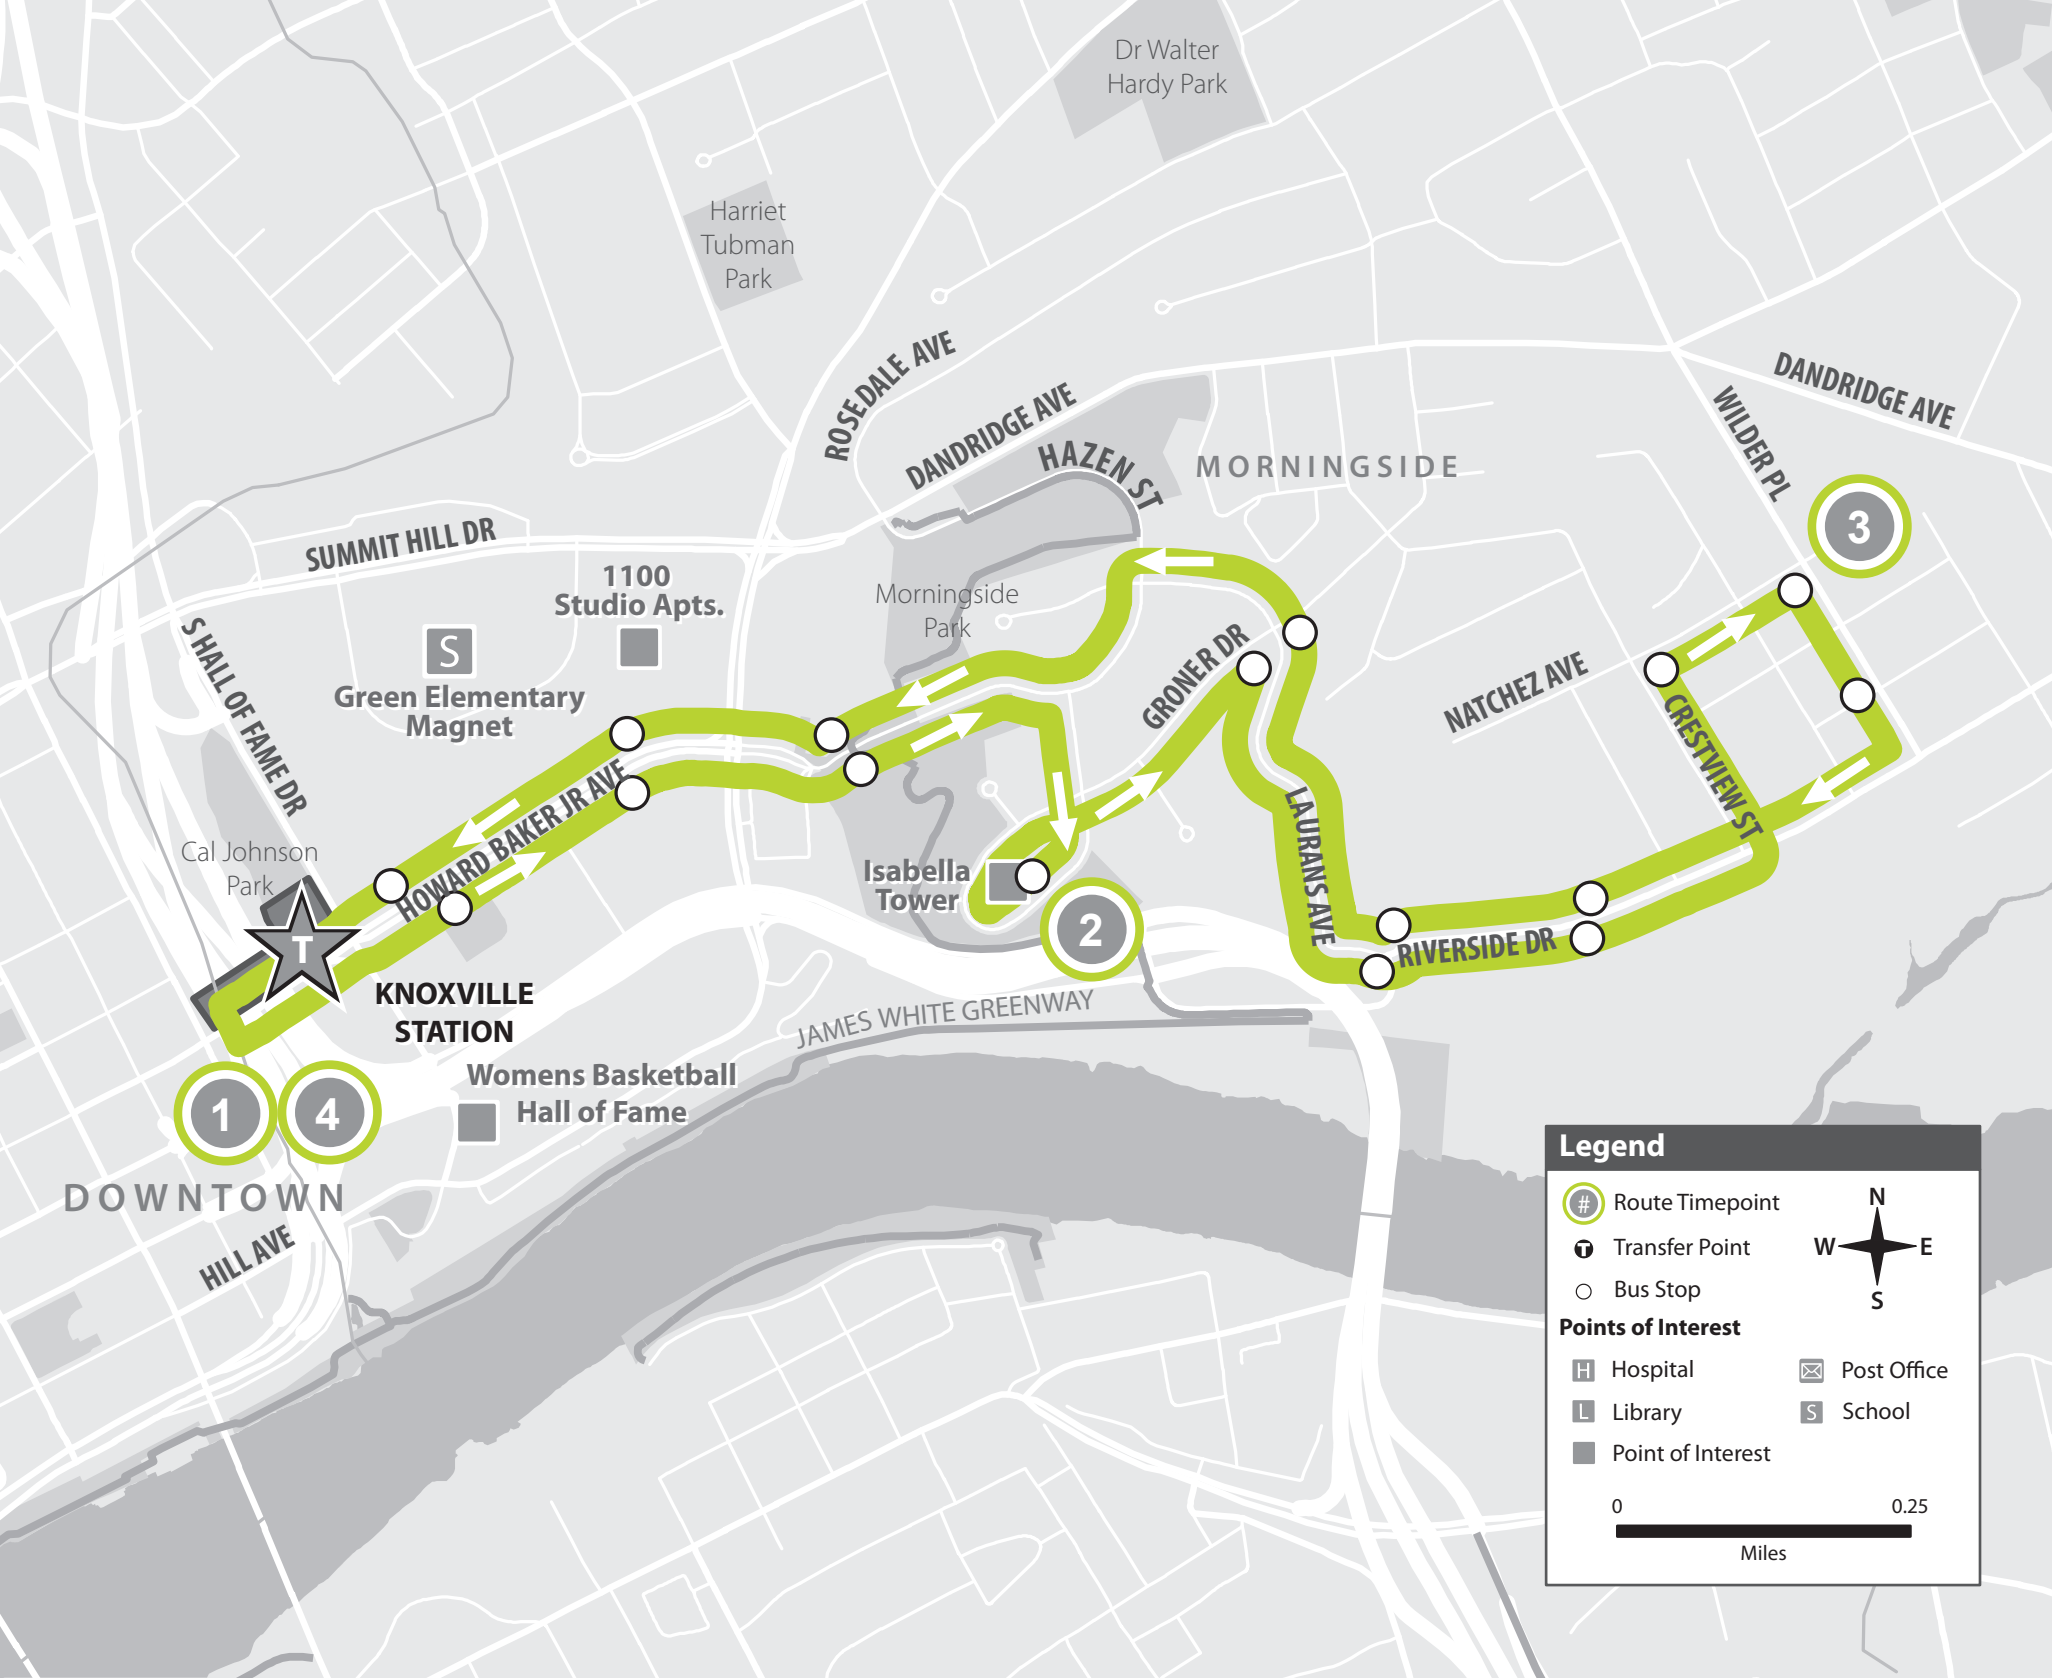 Dr Walter
Hardy Park
Harriet
Tubman
Park
ROSEDALE AVE
DANDRIDGE AVE
DANDRIDGE AVE
WILDER PL
HAZEN ST
MORNINGSIDE
3
SUMMIT HILL DR
1100
Studio Apts.
Morningside
Park
S
Green Elementary
Magnet
S HALL OF FAME DR
GRONER DR
NATCHEZ AVE
CRESTVIEW ST
HOWARD BAKER JR AVE
LAURANS AVE
Cal Johnson
Park
Isabella
Tower
2
T
RIVERSIDE DR
KNOXVILLE
STATION
JAMES WHITE GREENWAY
1
4
Womens Basketball
Hall of Fame
DOWNTOWN
HILL AVE
Legend
# Route Timepoint
T Transfer Point
Bus Stop
N
W E
S
Points of Interest
H Hospital
Post Office
L Library
S School
Point of Interest
0 0.25
Miles